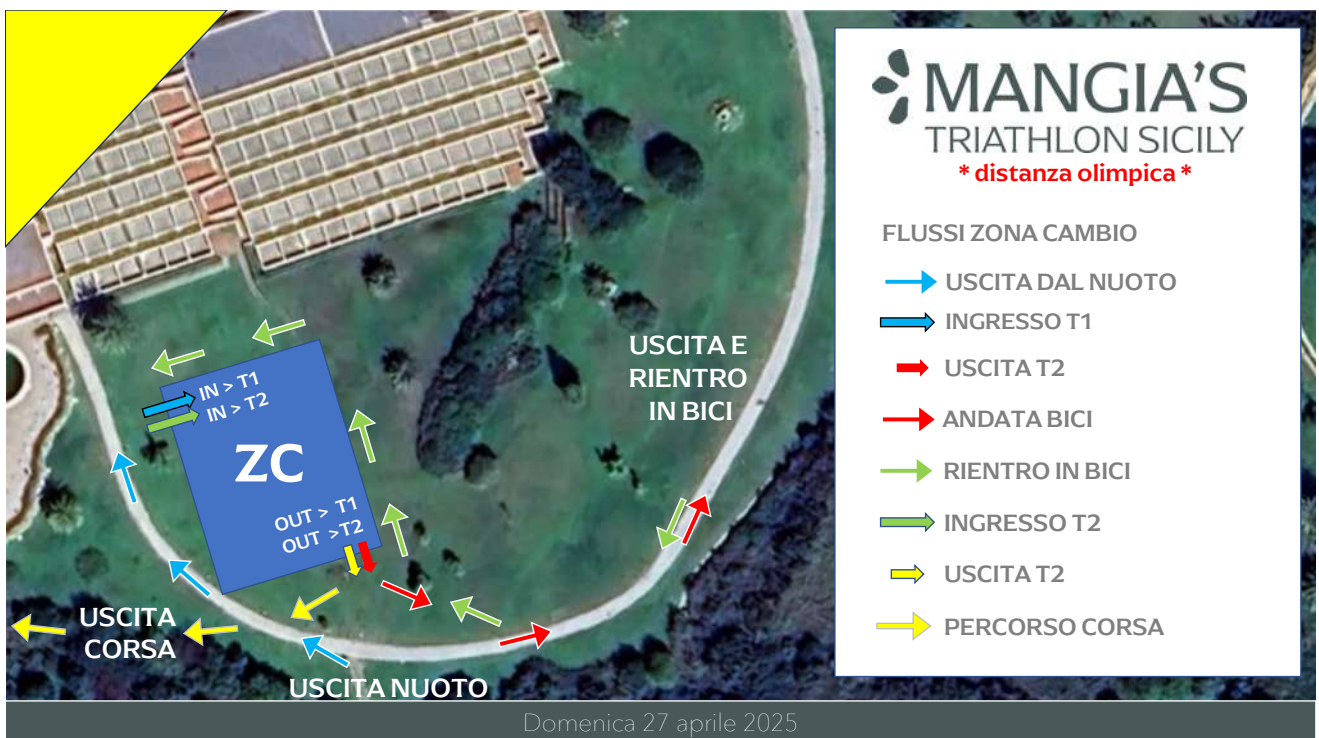 MANGIA'S
TRIATHLON SICILY
* distanza olimpica *
FLUSSI ZONA CAMBIO
USCITA DAL NUOTO
INGRESSO T1
USCITA T2
ANDATA BICI
RIENTRO IN BICI
INGRESSO T2
USCITA T2
PERCORSO CORSA
USCITA E
RIENTRO
IN BICI
IN > T1
IN > T2
ZC
OUT > T1
OUT >T2
USCITA
CORSA
USCITA NUOTO
Domenica 27 aprile 2025